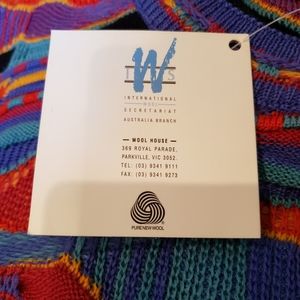 IWS
INTERNATIONAL
WOOL
SECRETARIAT
AUSTRALIA BRANCH
— WOOL HOUSE —
369 ROYAL PARADE,
PARKVILLE, VIC 3052.
TEL: (03) 9341 9111
FAX: (03) 9341 9273
PURE NEW WOOL